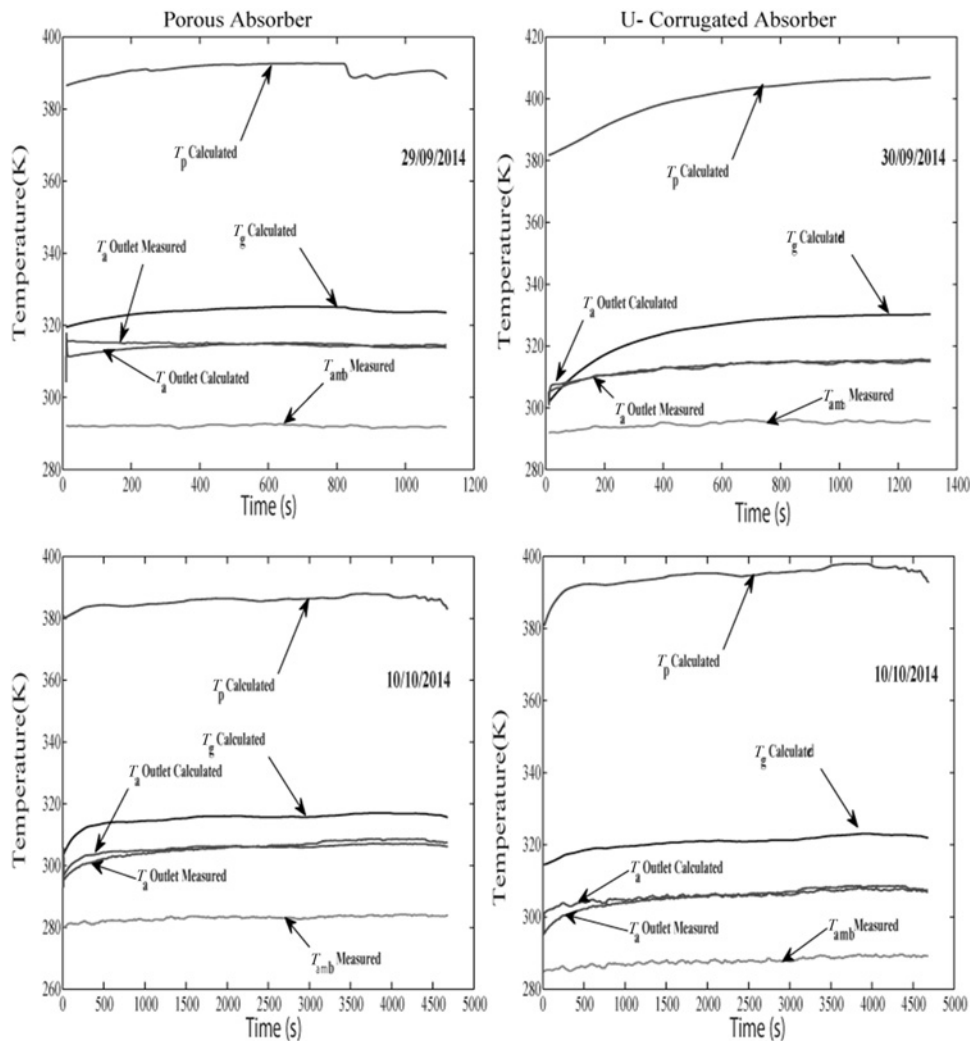 Porous Absorber
U- Corrugated Absorber
Temperature(K)
400
380
360
340
320
300
280
0 200 400 600 800 1000 1200
Time (s)
Tp Calculated
29/09/2014
Ta Outlet Measured
Tg Calculated
Ta Outlet Calculated
Tamb Measured
Temperature(K)
420
400
380
360
340
320
300
280
0 200 400 600 800 1000 1200 1400
Time (s)
Tp Calculated
30/09/2014
Tg Calculated
Ta Outlet Calculated
Ta Outlet Measured
Tamb Measured
Temperature(K)
400
380
360
340
320
300
280
260
0 500 1000 1500 2000 2500 3000 3500 4000 4500 5000
Time (s)
Tp Calculated
10/10/2014
Tg Calculated
Ta Outlet Calculated
Ta Outlet Measured
Tamb Measured
Temperature(K)
400
380
360
340
320
300
280
260
0 500 1000 1500 2000 2500 3000 3500 4000 4500 5000
Time (s)
Tp Calculated
10/10/2014
Tg Calculated
Ta Outlet Calculated
Ta Outlet Measured
Tamb Measured